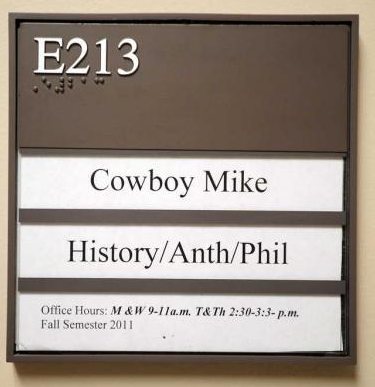 E213
Cowboy Mike
History/Anth/Phil
Office Hours: M &W 9-11a.m. T&Th 2:30-3:3- p.m.
Fall Semester 2011